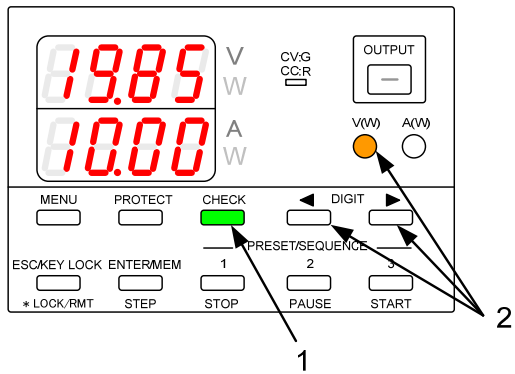 19.85 V
W
10.00 A
W
CV:G
CC:R
OUTPUT
V(W) A(W)
MENU PROTECT CHECK ◀ DIGIT ▶
PRESET/SEQUENCE
ESC/KEY LOCK ENTER/MEM 1 2 3
* LOCK/RMT STEP STOP PAUSE START
1
2